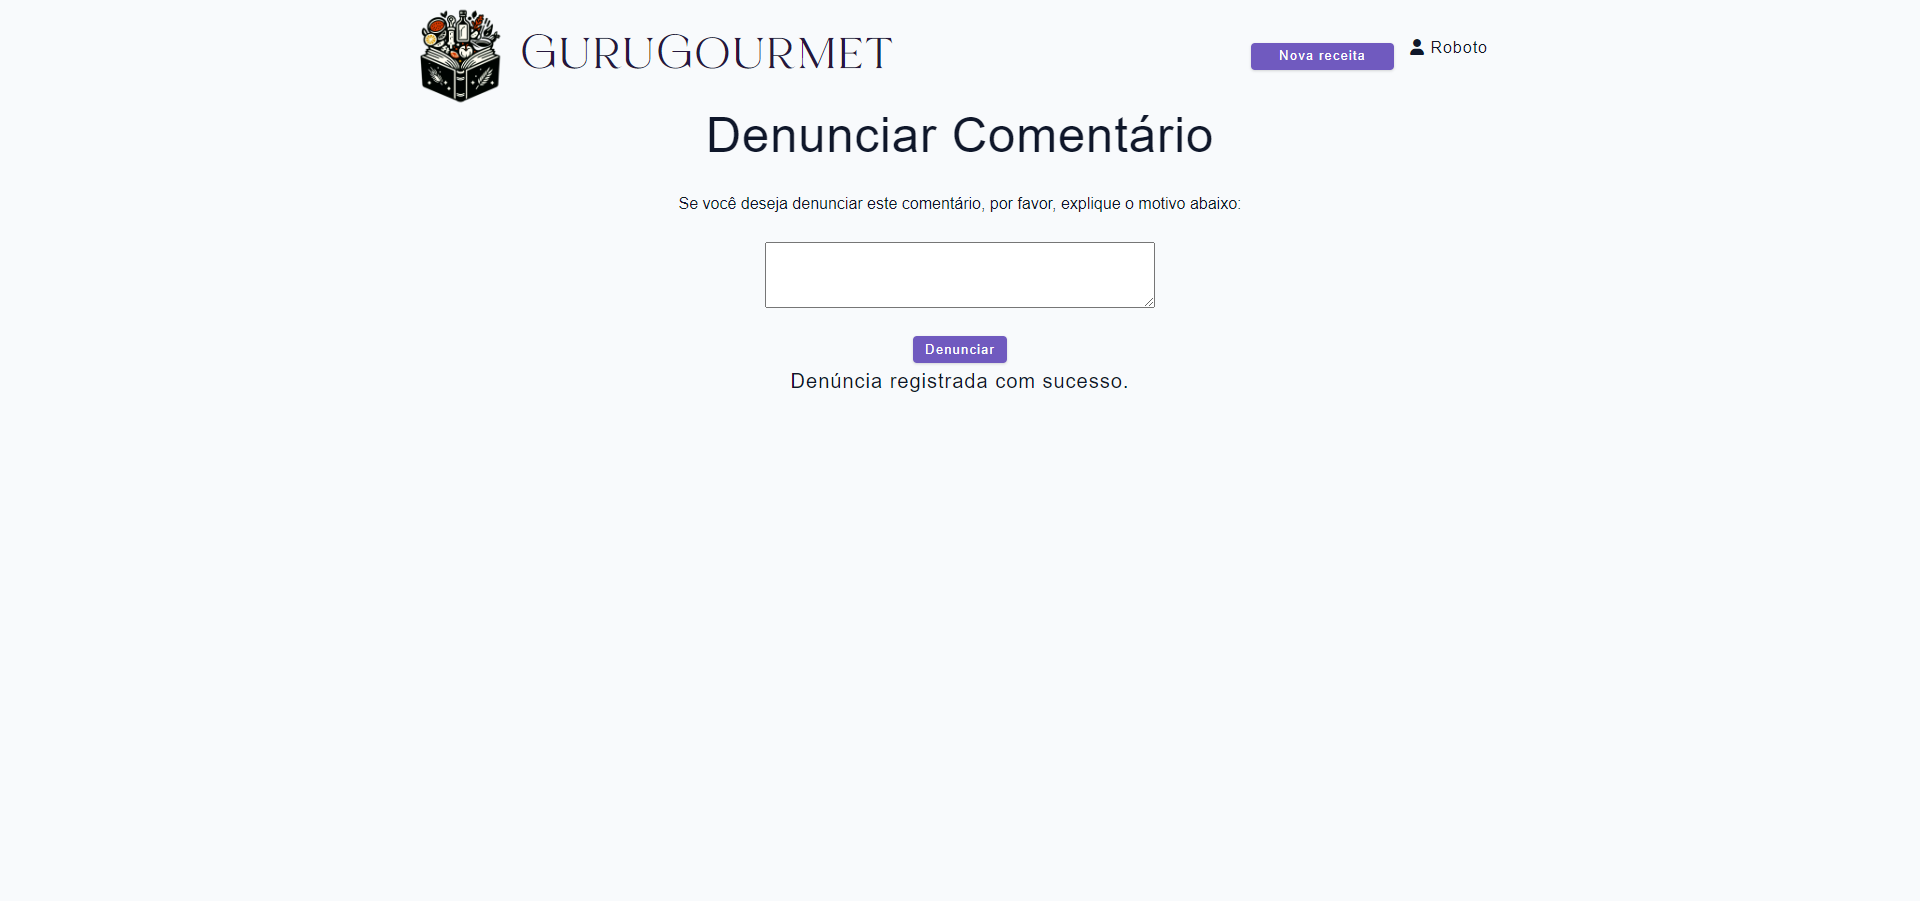 GURUGOURMET
Nova receita
Roboto
Denunciar Comentário
Se você deseja denunciar este comentário, por favor, explique o motivo abaixo:
Denunciar
Denúncia registrada com sucesso.